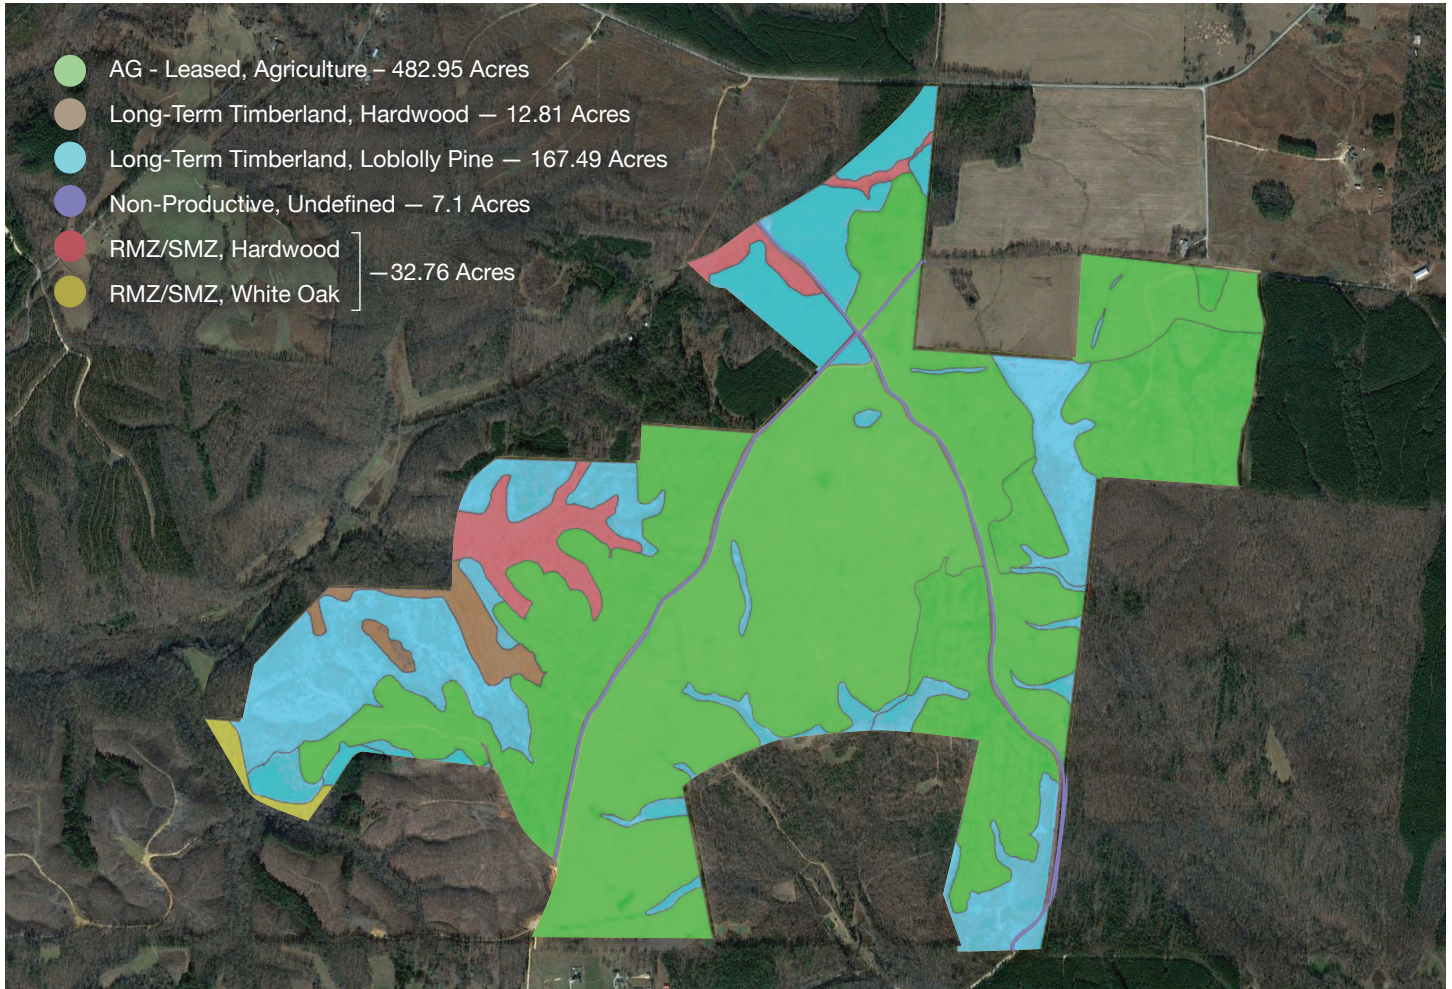 AG - Leased, Agriculture – 482.95 Acres
Long-Term Timberland, Hardwood — 12.81 Acres
Long-Term Timberland, Loblolly Pine — 167.49 Acres
Non-Productive, Undefined — 7.1 Acres
RMZ/SMZ, Hardwood
—32.76 Acres
RMZ/SMZ, White Oak